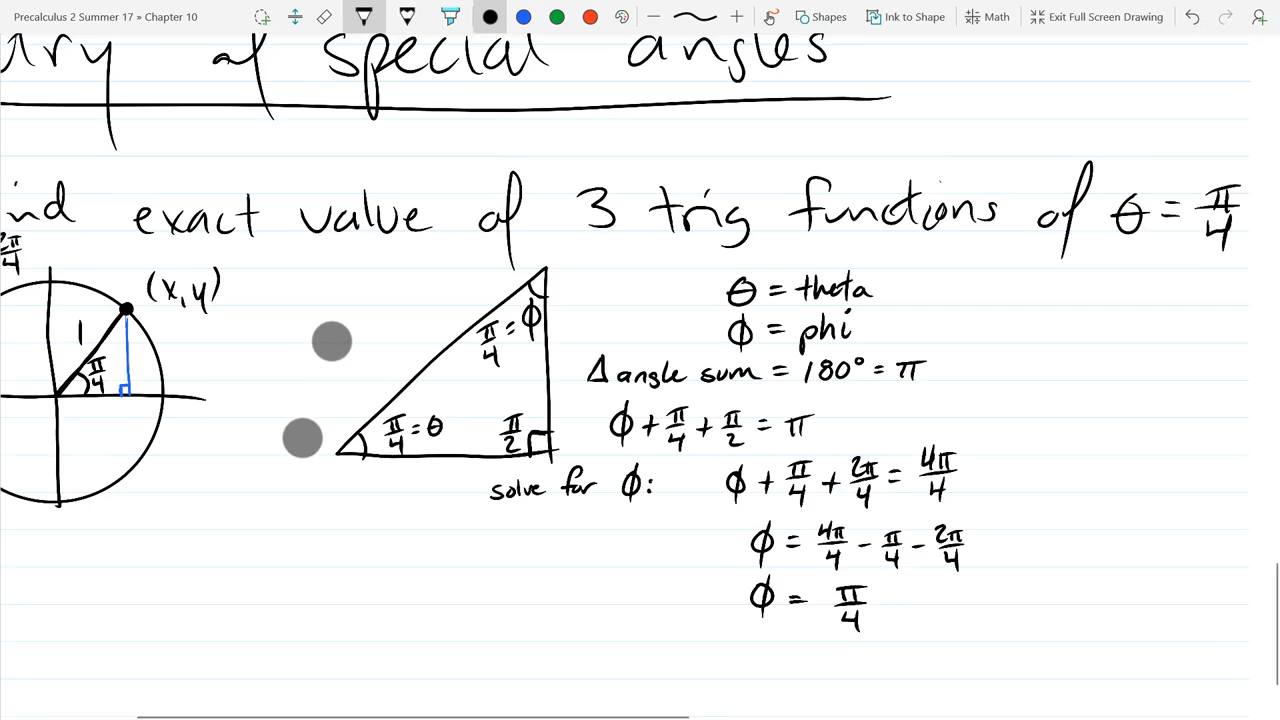 Precalculus 2 Summer 17 » Chapter 10
Shapes
Ink to Shape
Math
Exit Full Screen Drawing
of special angles
exact value of 3 trig functions of θ = π/4
2π/4
(x,y)
1
π/4
π/4 = ϕ
π/4 = θ
π/2
θ = theta
ϕ = phi
Δ angle sum = 180° = π
ϕ + π/4 + π/2 = π
solve for ϕ: ϕ + π/4 + 2π/4 = 4π/4
ϕ = 4π/4 - π/4 - 2π/4
ϕ = π/4